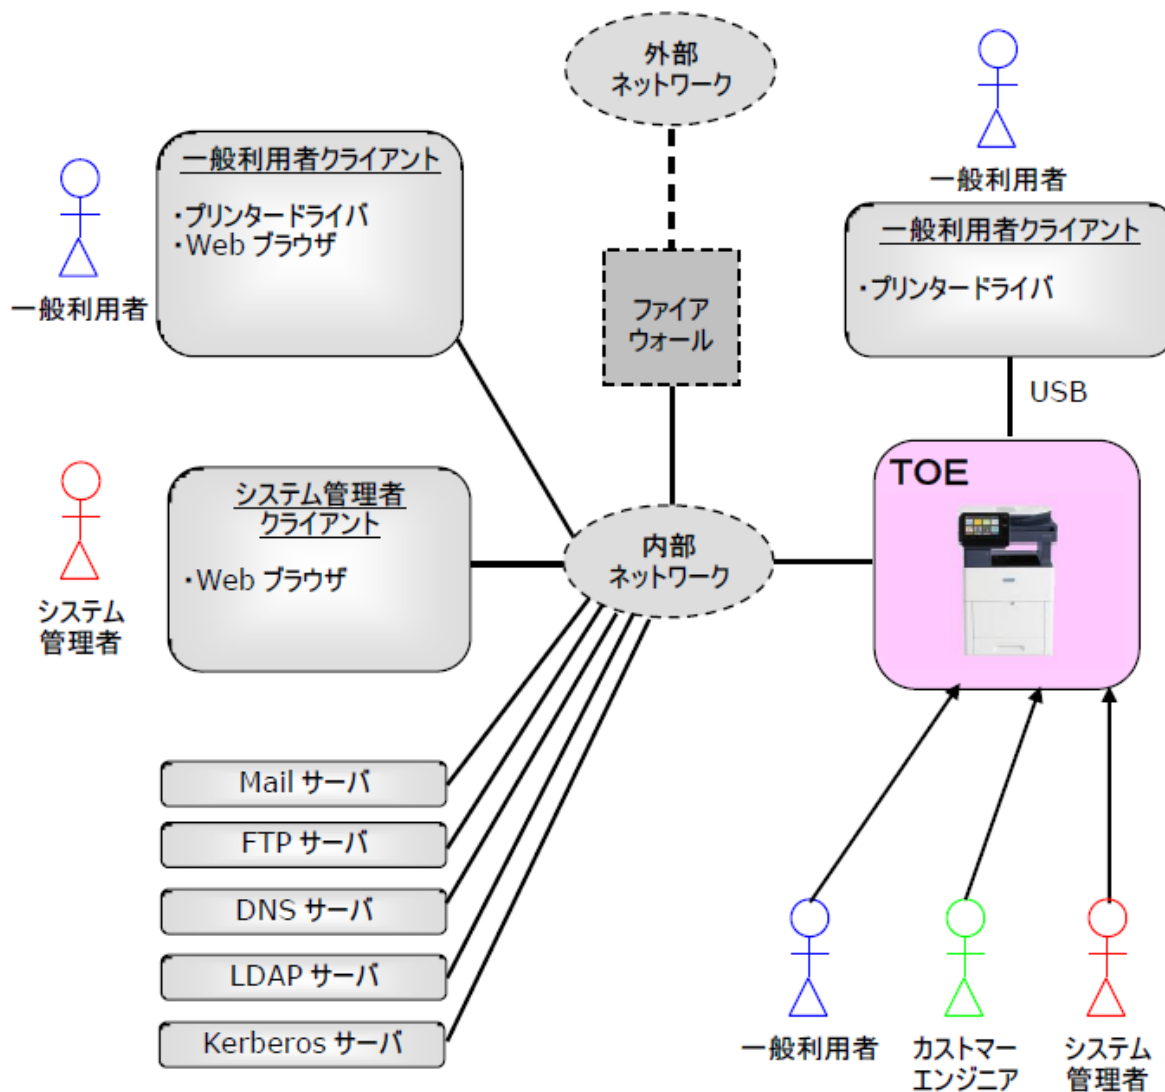 外部
ネットワーク
一般利用者
一般利用者クライアント
・プリンタードライバ
・Web ブラウザ
一般利用者
一般利用者クライアント
・プリンタードライバ
ファイア
ウォール
USB
TOE
システム管理者
クライアント
・Web ブラウザ
システム
管理者
内部
ネットワーク
Mail サーバ
FTP サーバ
DNS サーバ
LDAP サーバ
Kerberos サーバ
一般利用者
カストマー
エンジニア
システム
管理者